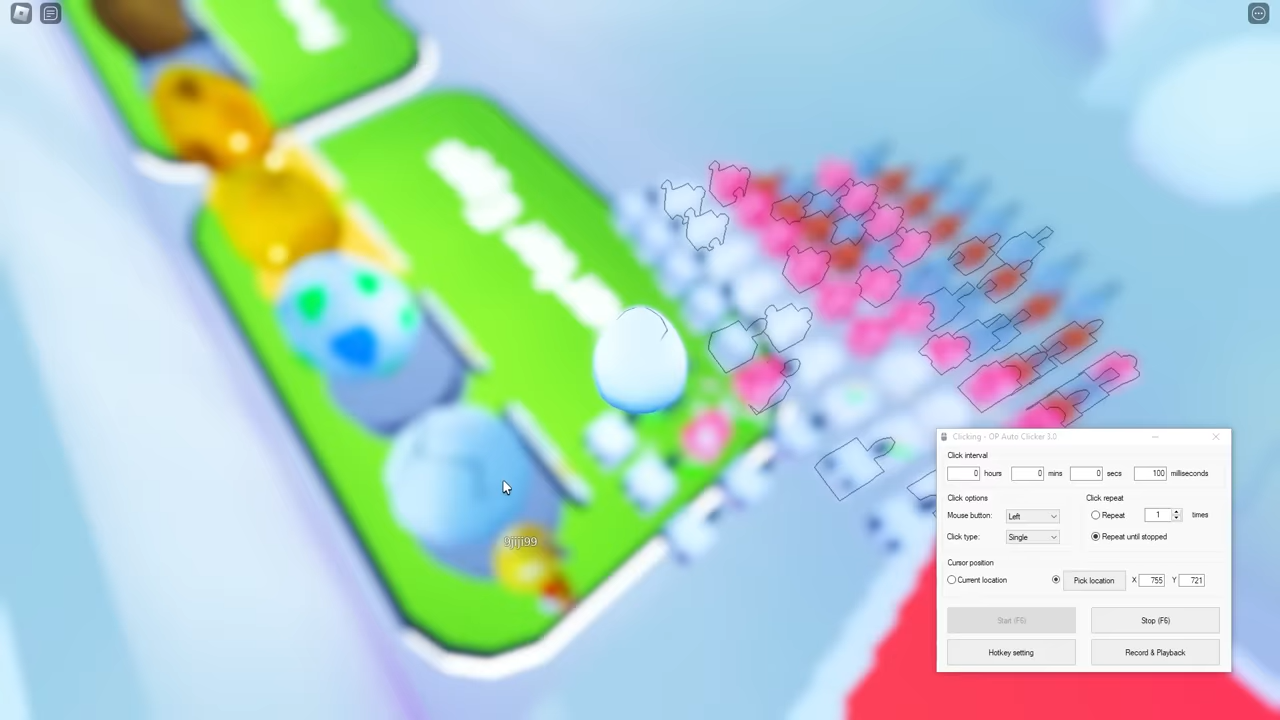 Clicking - OP Auto Clicker 3.0
Click interval
0 hours 0 mins 0 secs 100 milliseconds
Click options
Click repeat
Mouse button: Left
Repeat 1 times
Click type: Single
Repeat until stopped
Cursor position
Current location
Pick location X 755 Y 721
Start (F6)
Stop (F6)
Hotkey setting
Record & Playback
9jiji99